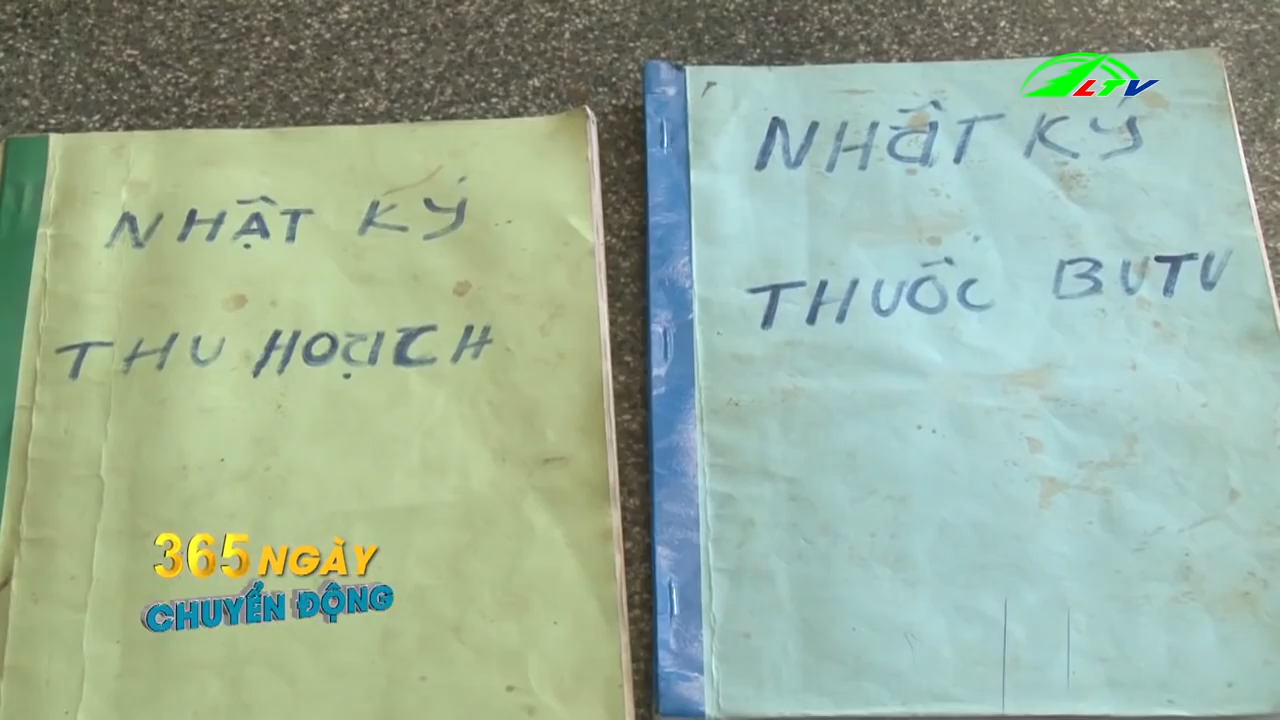 NHẬT KÝ
THU HOẠCH
NHẬT KÝ
THUỐC BVTV
LTV
365 NGÀY
CHUYỂN ĐỘNG